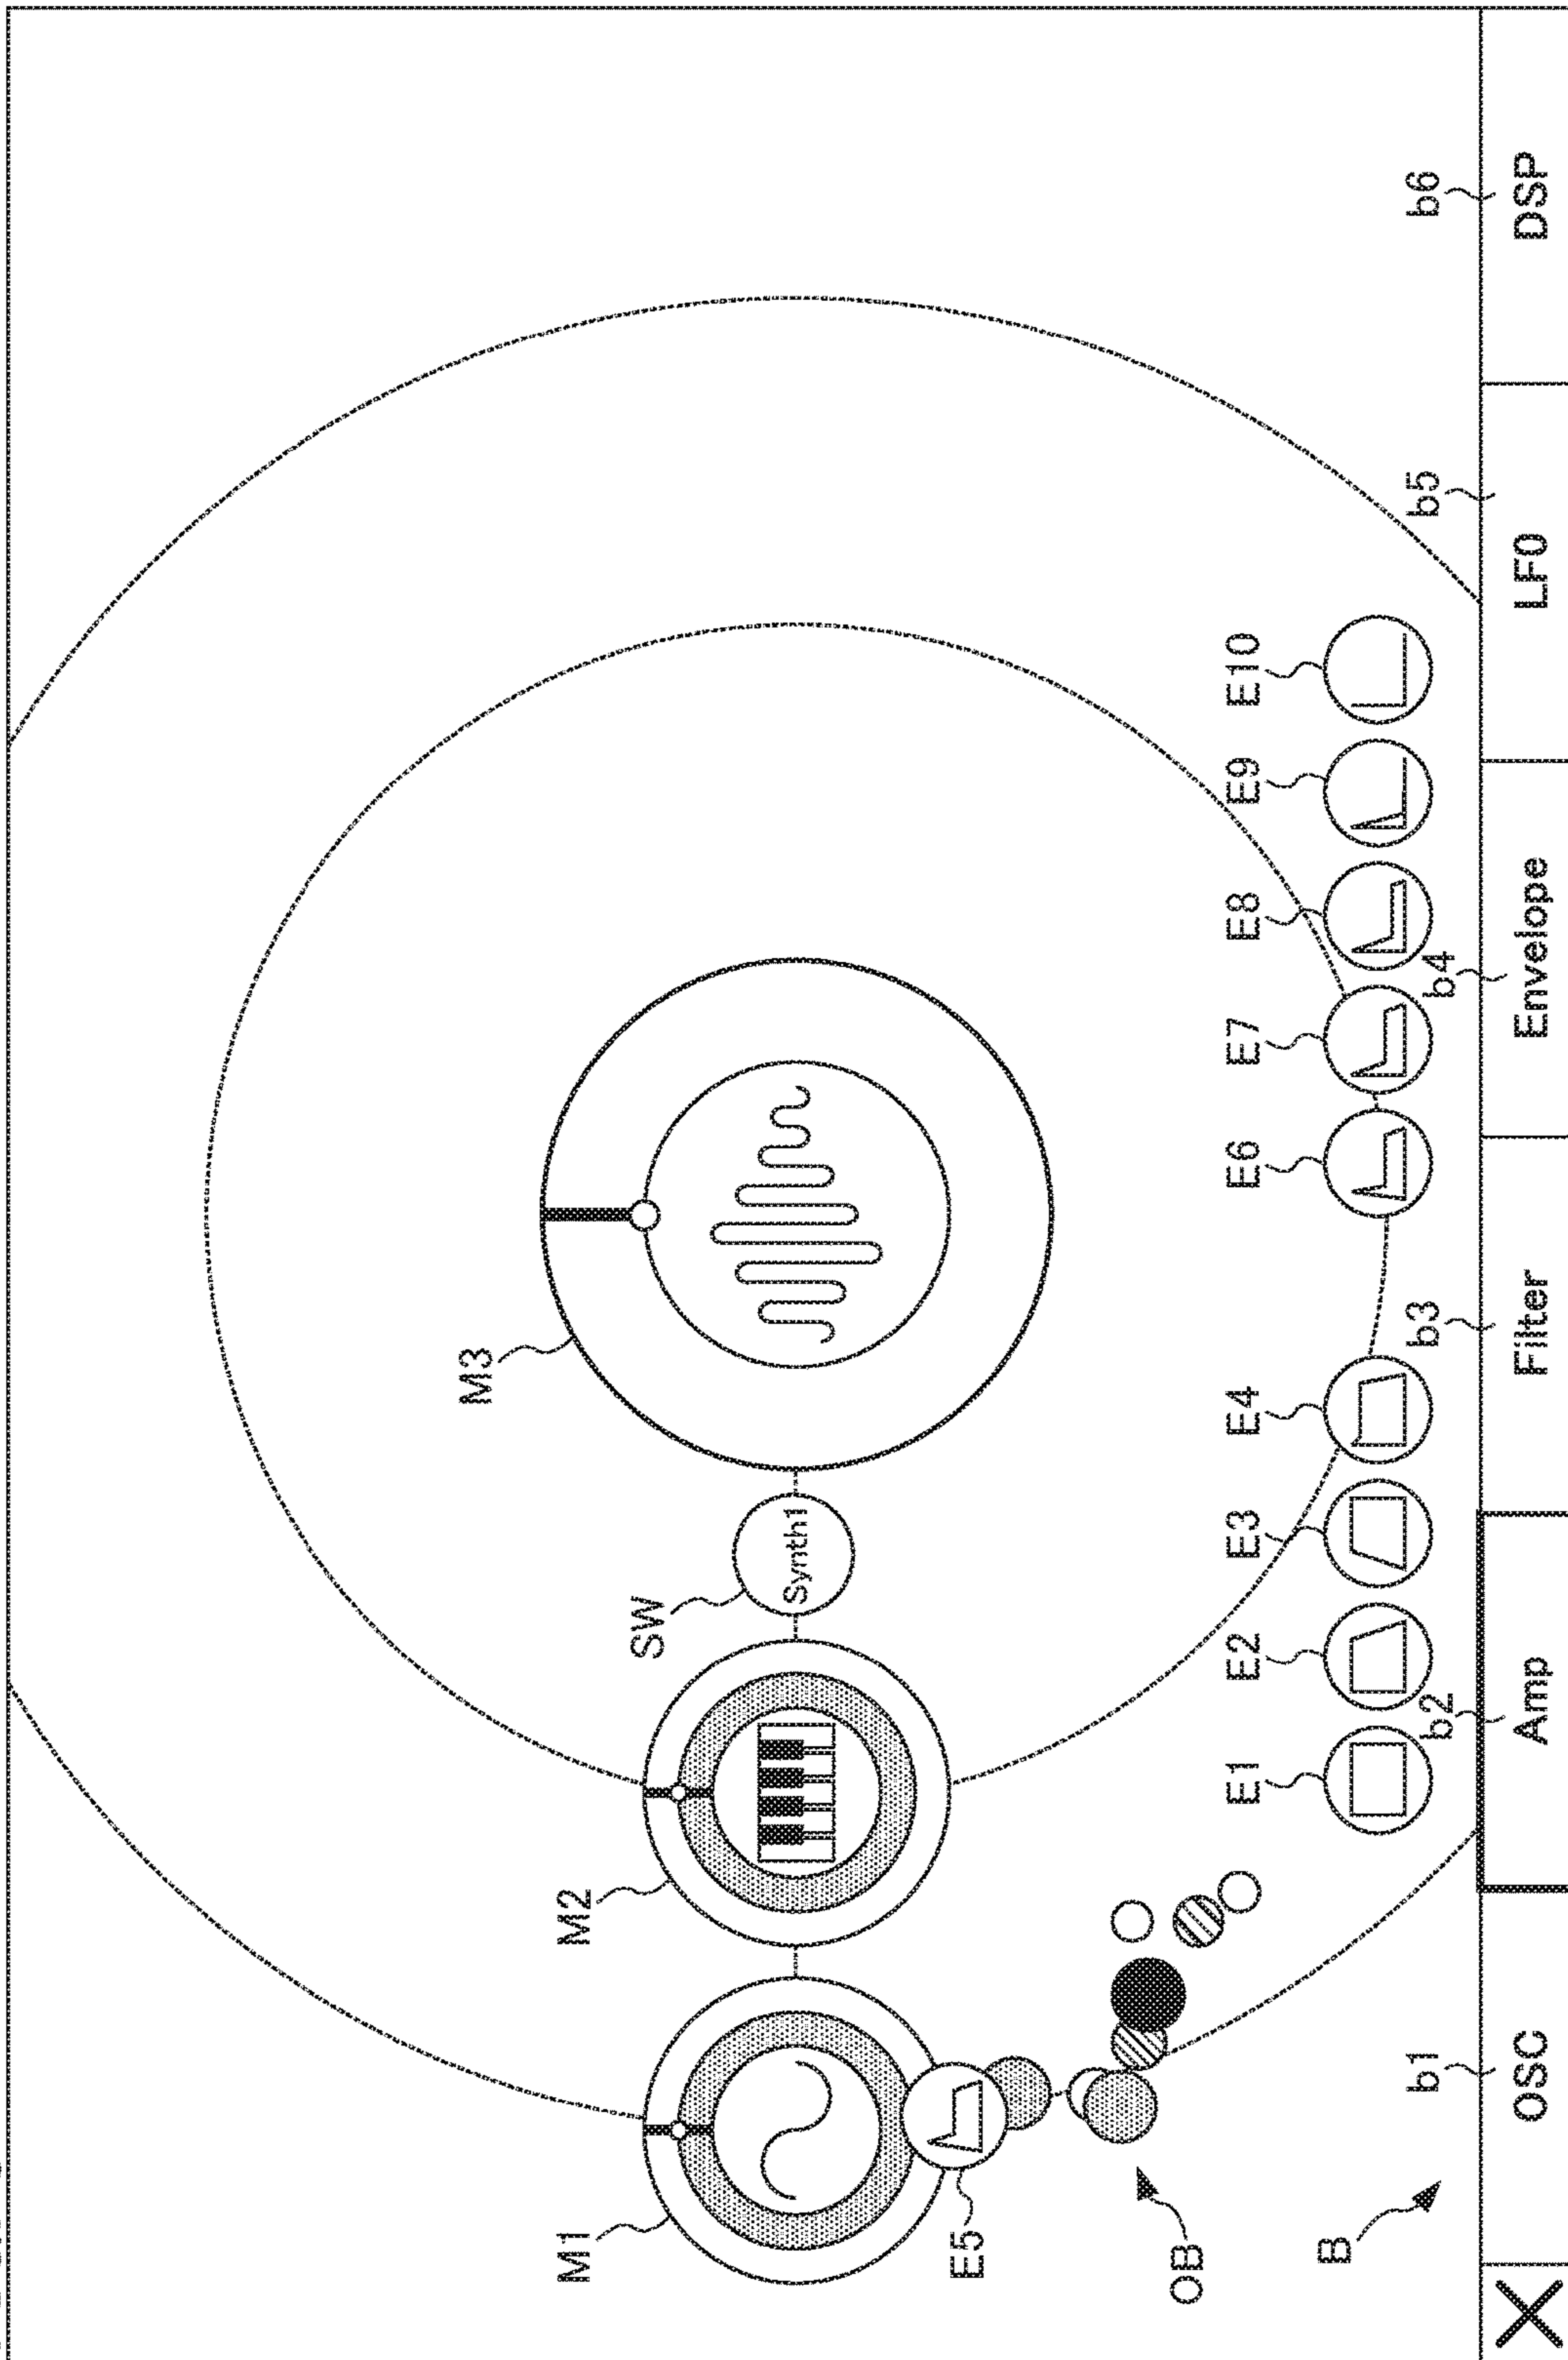 M3
M1
M2
SW
Synth1
E5
OB
E1 E2 E3 E4 E6 E7 E8 E9 E10
B
b1 b2 b3 b4 b5 b6
OSC Amp Filter Envelope LF0 DSP